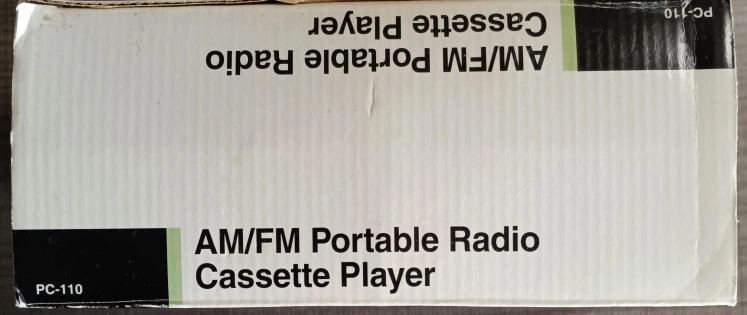 PC-110
AM/FM Portable Radio
Cassette Player
AM/FM Portable Radio
Cassette Player
PC-110